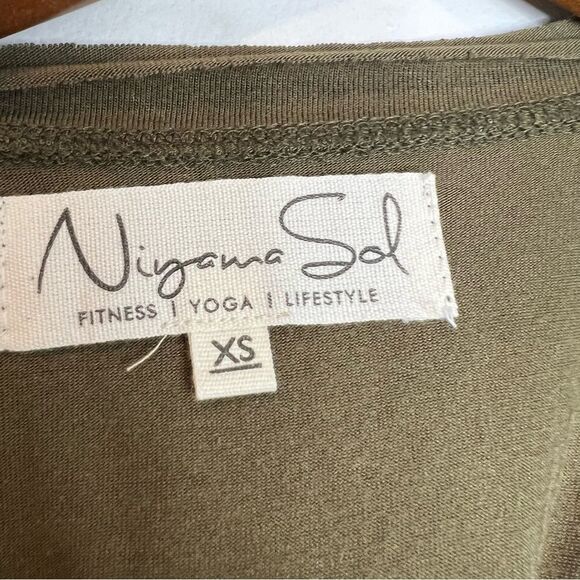 Niyama Sol
FITNESS | YOGA | LIFESTYLE
XS